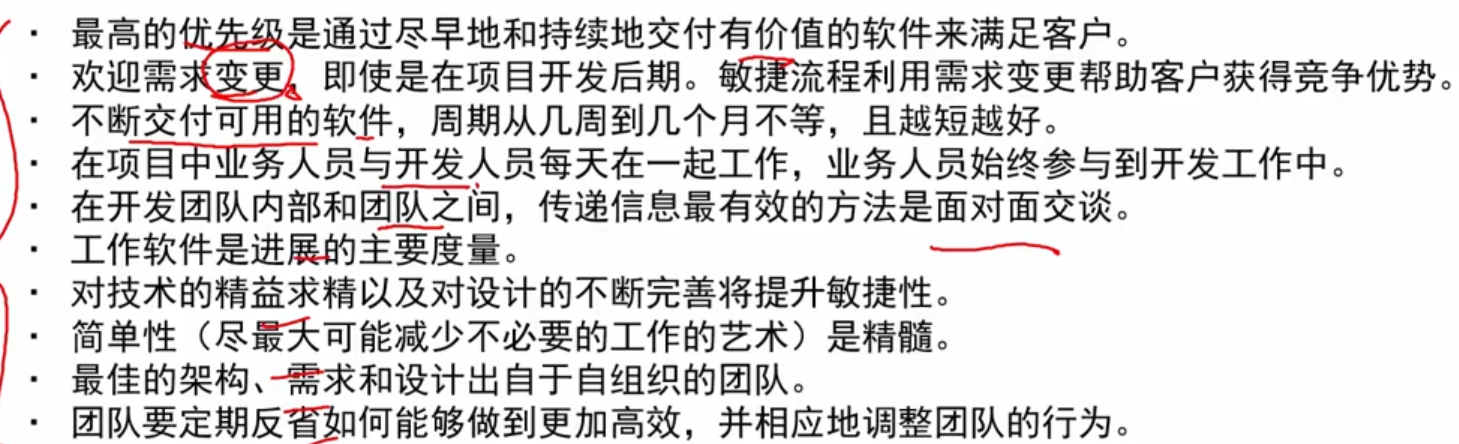 · 最高的优先级是通过尽早地和持续地交付有价值的软件来满足客户。
· 欢迎需求变更，即使是在项目开发后期。敏捷流程利用需求变更帮助客户获得竞争优势。
· 不断交付可用的软件，周期从几周到几个月不等，且越短越好。
· 在项目中业务人员与开发人员每天在一起工作，业务人员始终参与到开发工作中。
· 在开发团队内部和团队之间，传递信息最有效的方法是面对面交谈。
· 工作软件是进展的主要度量。
· 对技术的精益求精以及对设计的不断完善将提升敏捷性。
· 简单性（尽最大可能减少不必要的工作的艺术）是精髓。
· 最佳的架构、需求和设计出自于自组织的团队。
· 团队要定期反省如何能够做到更加高效，并相应地调整团队的行为。